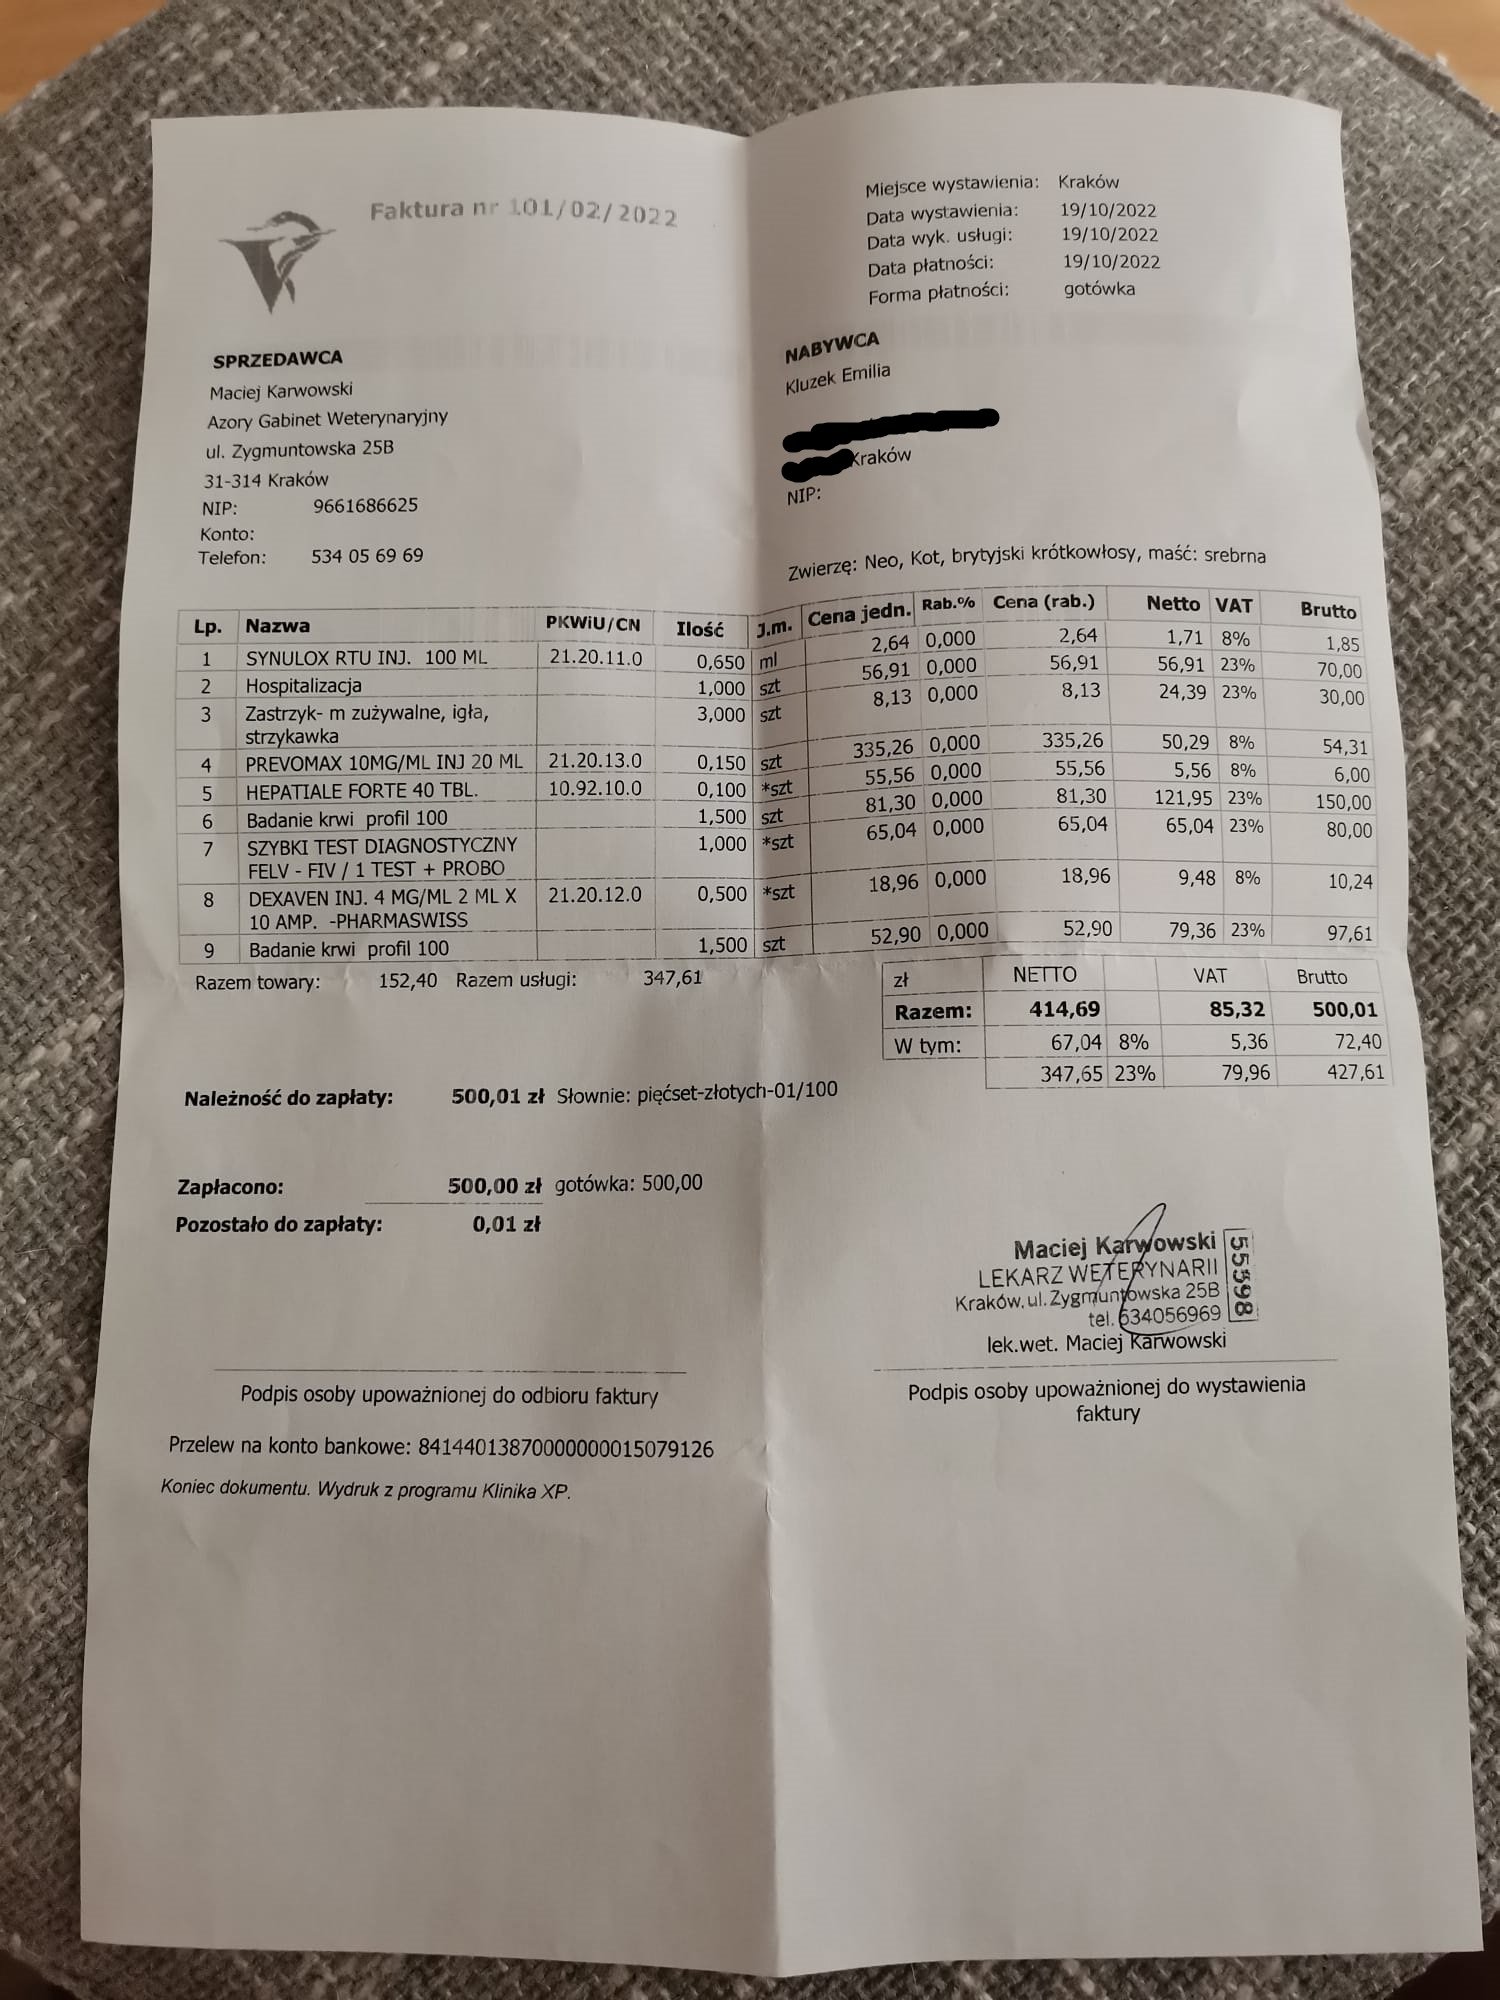 Faktura nr 101/02/2022
Miejsce wystawienia: Kraków
Data wystawienia: 19/10/2022
Data wyk. usługi: 19/10/2022
Data płatności: 19/10/2022
Forma płatności: gotówka
SPRZEDAWCA
Maciej Karwowski
Azory Gabinet Weterynaryjny
ul. Zygmuntowska 25B
31-314 Kraków
NIP: 9661686625
Konto:
Telefon: 534 05 69 69
NABYWCA
Kluzek Emilia
Kraków
NIP:
Zwierzę: Neo, Kot, brytyjski krótkowłosy, maść: srebrna
Lp. Nazwa PKWiU/CN Ilość J.m. Cena jedn. Rab.% Cena (rab.) Netto VAT Brutto
1 SYNULOX RTU INJ. 100 ML 21.20.11.0 0,650 ml 2,64 0,000 2,64 1,71 8% 1,85
2 Hospitalizacja 1,000 szt 56,91 0,000 56,91 56,91 23% 70,00
3 Zastrzyk- m zużywalne, igła, 3,000 szt 8,13 0,000 8,13 24,39 23% 30,00
strzykawka
4 PREVOMAX 10MG/ML INJ 20 ML 21.20.13.0 0,150 szt 335,26 0,000 335,26 50,29 8% 54,31
5 HEPATIALE FORTE 40 TBL. 10.92.10.0 0,100 *szt 55,56 0,000 55,56 5,56 8% 6,00
6 Badanie krwi profil 100 1,500 szt 81,30 0,000 81,30 121,95 23% 150,00
7 SZYBKI TEST DIAGNOSTYCZNY 1,000 *szt 65,04 0,000 65,04 65,04 23% 80,00
FELV - FIV / 1 TEST + PROBO
8 DEXAVEN INJ. 4 MG/ML 2 ML X 21.20.12.0 0,500 *szt 18,96 0,000 18,96 9,48 8% 10,24
10 AMP. -PHARMASWISS
9 Badanie krwi profil 100 1,500 szt 52,90 0,000 52,90 79,36 23% 97,61
Razem towary: 152,40 Razem usługi: 347,61
zł NETTO VAT Brutto
Razem: 414,69 85,32 500,01
W tym: 67,04 8% 5,36 72,40
347,65 23% 79,96 427,61
Należność do zapłaty: 500,01 zł Słownie: pięćset-złotych-01/100
Zapłacono: 500,00 zł gotówka: 500,00
Pozostało do zapłaty: 0,01 zł
Maciej Karwowski
LEKARZ WETERYNARII
Kraków, ul. Zygmuntowska 25B
tel. 534056969
55398
lek.wet. Maciej Karwowski
Podpis osoby upoważnionej do odbioru faktury
Podpis osoby upoważnionej do wystawienia
faktury
Przelew na konto bankowe: 84144013870000000015079126
Koniec dokumentu. Wydruk z programu Klinika XP.